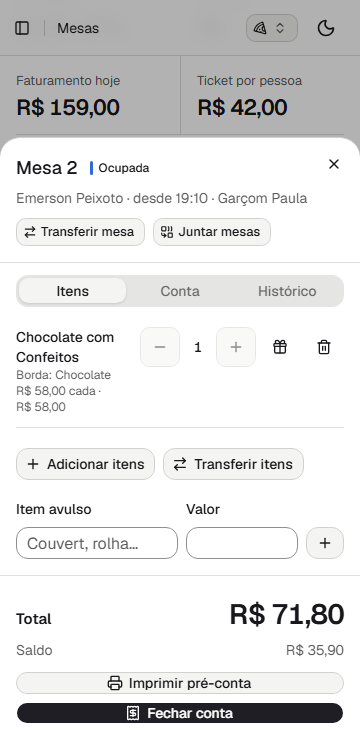 Mesas
Faturamento hoje
Ticket por pessoa
R$ 159,00
R$ 42,00
Mesa 2
Ocupada
Emerson Peixoto · desde 19:10 · Garçom Paula
Transferir mesa
Juntar mesas
Itens
Conta
Histórico
Chocolate com
Confeitos
Borda: Chocolate
R$ 58,00 cada ·
R$ 58,00
1
Adicionar itens
Transferir itens
Item avulso
Valor
Couvert, rolha...
Total
R$ 71,80
Saldo
R$ 35,90
Imprimir pré-conta
Fechar conta